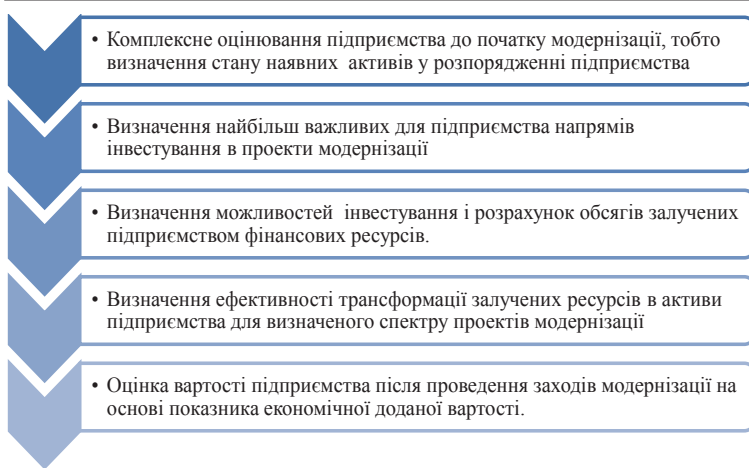 • Комплексне оцінювання підприємства до початку модернізації, тобто
визначення стану наявних активів у розпорядженні підприємства
• Визначення найбільш важливих для підприємства напрямів
інвестування в проекти модернізації
• Визначення можливостей інвестування і розрахунок обсягів залучених
підприємством фінансових ресурсів.
• Визначення ефективності трансформації залучених ресурсів в активи
підприємства для визначеного спектру проектів модернізації
• Оцінка вартості підприємства після проведення заходів модернізації на
основі показника економічної доданої вартості.